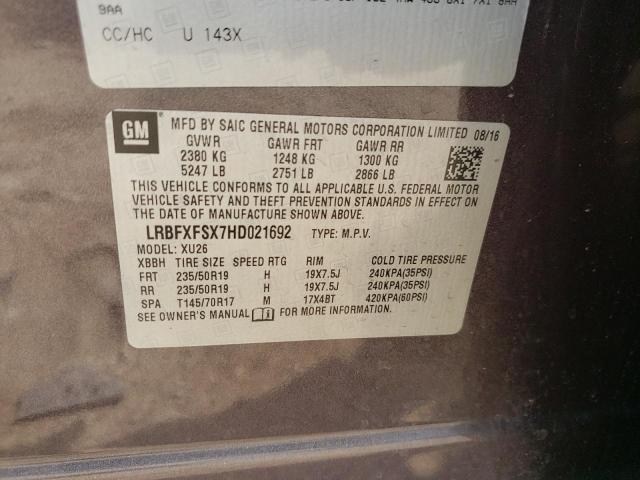 9AA
CC/HC U 143X
GM
MFD BY SAIC GENERAL MOTORS CORPORATION LIMITED 08/16
GVWR GAWR FRT GAWR RR
2380 KG 1248 KG 1300 KG
5247 LB 2751 LB 2866 LB
THIS VEHICLE CONFORMS TO ALL APPLICABLE U.S. FEDERAL MOTOR
VEHICLE SAFETY AND THEFT PREVENTION STANDARDS IN EFFECT ON
THE DATE OF MANUFACTURE SHOWN ABOVE.
LRBFXFSX7HD021692 TYPE: M.P.V.
MODEL: XU26
XBBH TIRE SIZE SPEED RTG RIM COLD TIRE PRESSURE
FRT 235/50R19 H 19X7.5J 240KPA(35PSI)
RR 235/50R19 H 19X7.5J 240KPA(35PSI)
SPA T145/70R17 M 17X4BT 420KPA(60PSI)
SEE OWNER'S MANUAL FOR MORE INFORMATION.